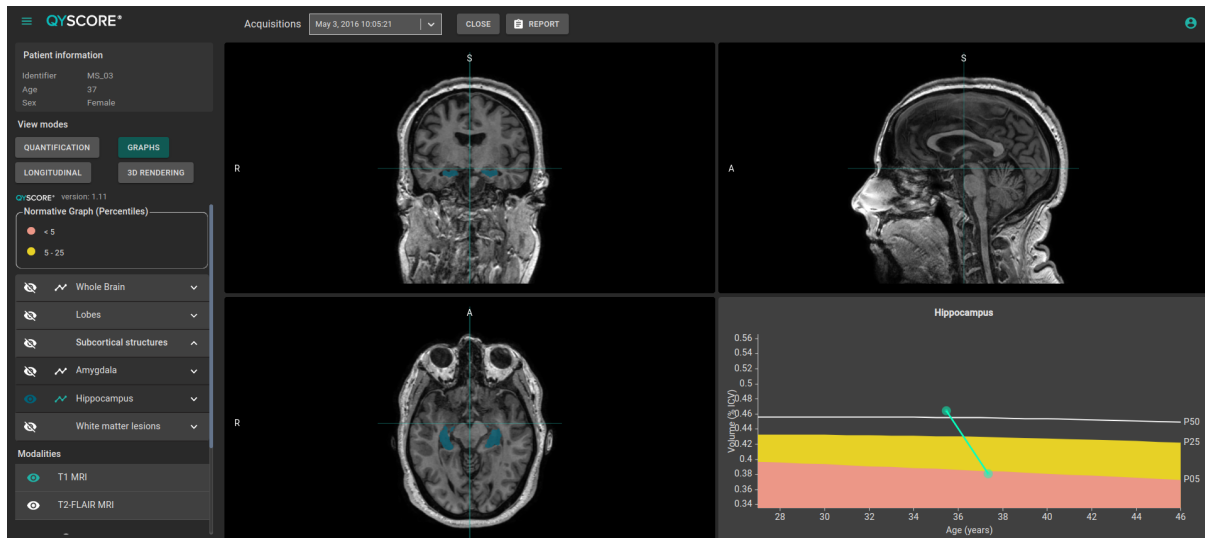 QYSCORE®
Acquisitions
May 3, 2016 10:05:21
CLOSE
REPORT
Patient information
Identifier MS_03
Age 37
Sex Female
View modes
QUANTIFICATION GRAPHS
LONGITUDINAL 3D RENDERING
QYSCORE® version: 1.11
Normative Graph (Percentiles)
< 5
5 - 25
Whole Brain
Lobes
Subcortical structures
Amygdala
Hippocampus
White matter lesions
Modalities
T1 MRI
T2-FLAIR MRI
S
R
S
A
A
R
Hippocampus
Volume (% ICV)
0.56
0.54
0.52
0.5
0.48
0.46
0.44
0.42
0.4
0.38
0.36
0.34
P50
P25
P05
28 30 32 34 36 38 40 42 44 46
Age (years)